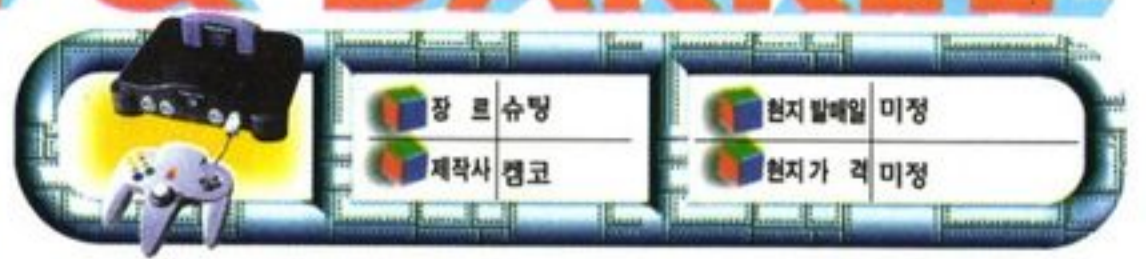 장 르 슈팅
제작사 켐코
현지 발매일 미정
현지 가 격 미정